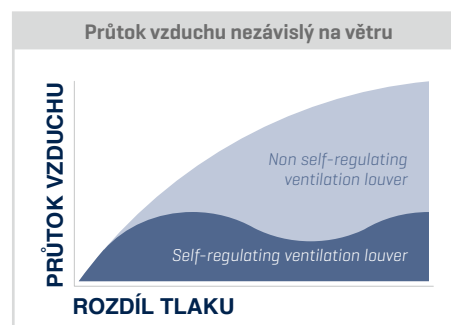 Průtok vzduchu nezávislý na větru
PRŮTOK VZDUCHU
Non self-regulating
ventilation louver
Self-regulating ventilation louver
ROZDÍL TLAKU